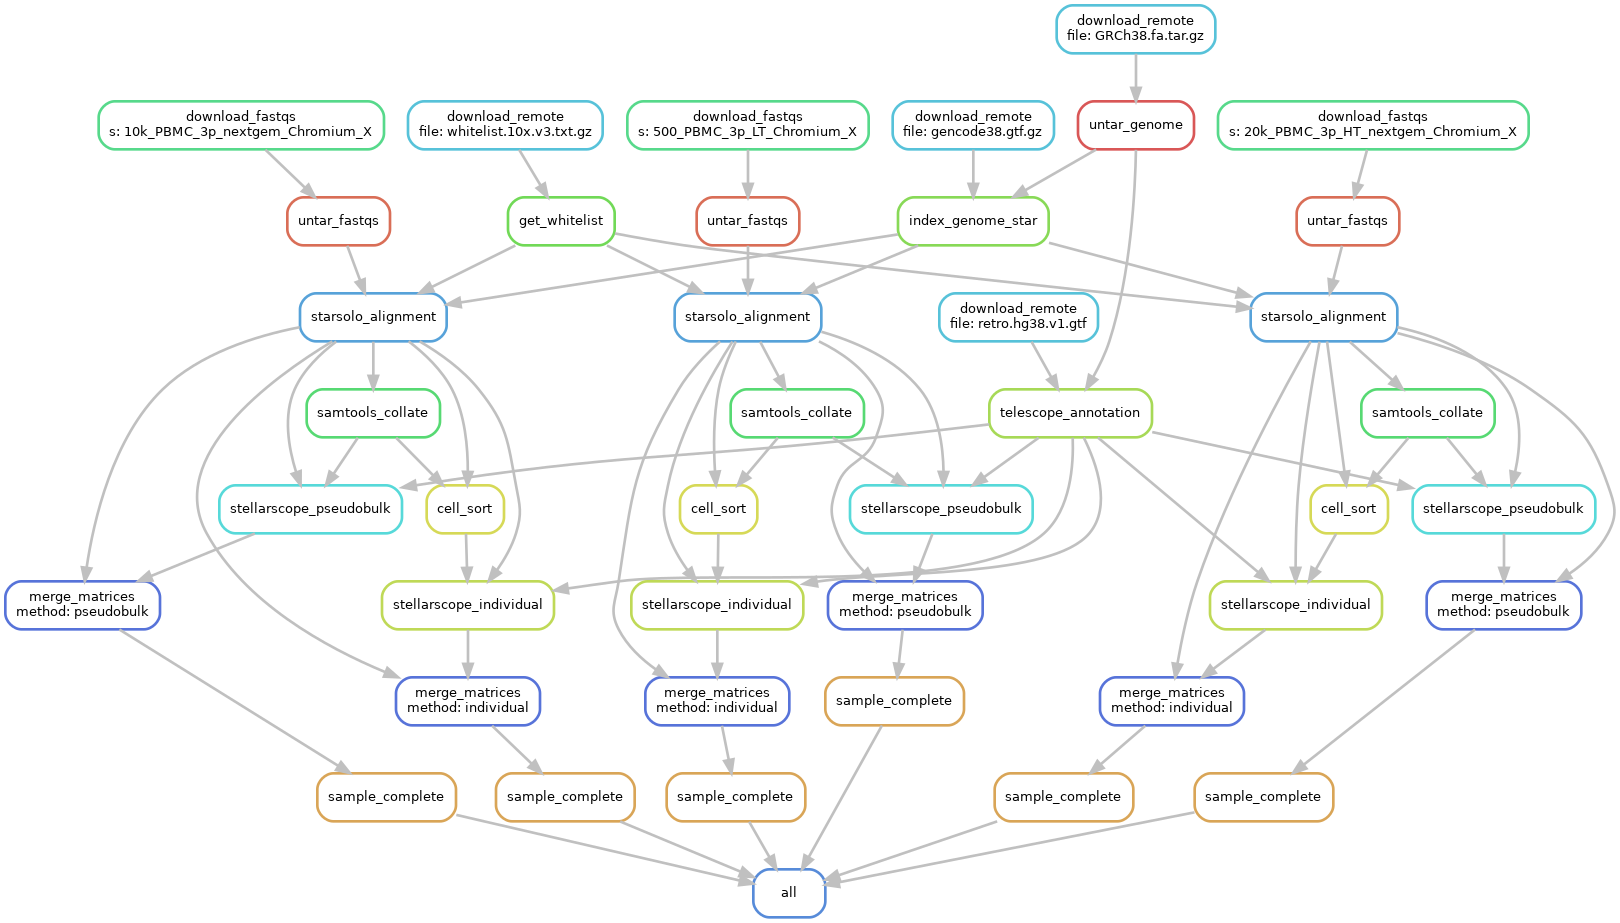 download_remote
file: GRCh38.fa.tar.gz
download_fastqs
s: 10k_PBMC_3p_nextgem_Chromium_X
download_remote
file: whitelist.10x.v3.txt.gz
download_fastqs
s: 500_PBMC_3p_LT_Chromium_X
download_remote
file: gencode38.gtf.gz
untar_genome
download_fastqs
s: 20k_PBMC_3p_HT_nextgem_Chromium_X
untar_fastqs
get_whitelist
untar_fastqs
index_genome_star
untar_fastqs
starsolo_alignment
starsolo_alignment
download_remote
file: retro.hg38.v1.gtf
starsolo_alignment
samtools_collate
samtools_collate
telescope_annotation
samtools_collate
stellarscope_pseudobulk
cell_sort
cell_sort
stellarscope_pseudobulk
cell_sort
stellarscope_pseudobulk
merge_matrices
method: pseudobulk
stellarscope_individual
stellarscope_individual
merge_matrices
method: pseudobulk
stellarscope_individual
merge_matrices
method: pseudobulk
merge_matrices
method: individual
merge_matrices
method: individual
sample_complete
merge_matrices
method: individual
sample_complete
sample_complete
sample_complete
sample_complete
sample_complete
all